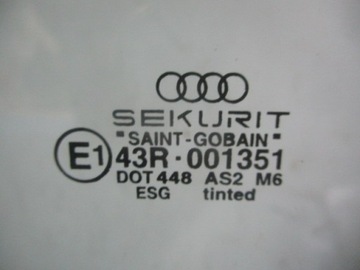 SEKURIT
"SAINT-GOBAIN"
E1 43R·001351
DOT 448 AS2 M6
ESG tinted